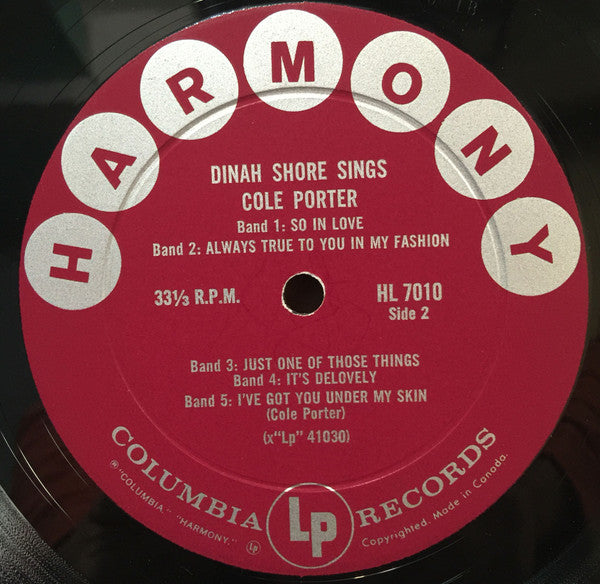 HARMONY
DINAH SHORE SINGS
COLE PORTER
Band 1: SO IN LOVE
Band 2: ALWAYS TRUE TO YOU IN MY FASHION
33⅓ R.P.M.
HL 7010
Side 2
Band 3: JUST ONE OF THOSE THINGS
Band 4: IT'S DELOVELY
Band 5: I'VE GOT YOU UNDER MY SKIN
(Cole Porter)
(x"Lp" 41030)
COLUMBIA Lp RECORDS
® "COLUMBIA" "HARMONY," Lp
Copyrighted. Made in Canada.